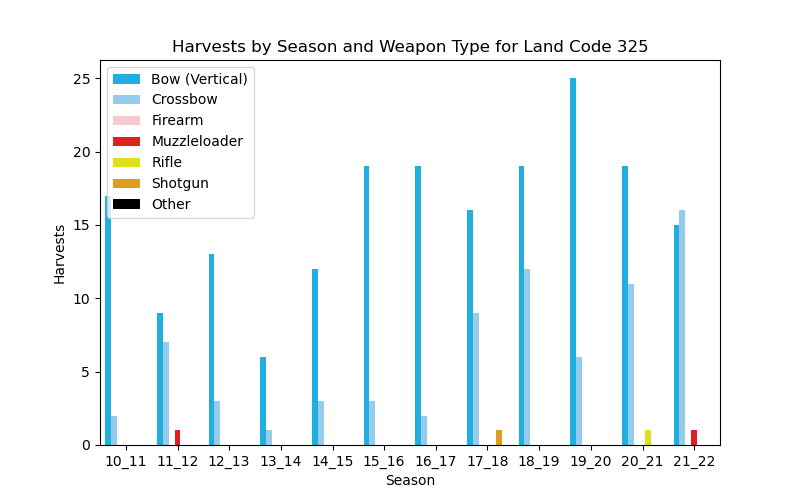 Harvests by Season and Weapon Type for Land Code 325
25
20
15
10
5
0
Harvests
Bow (Vertical)
Crossbow
Firearm
Muzzleloader
Rifle
Shotgun
Other
10_11 11_12 12_13 13_14 14_15 15_16 16_17 17_18 18_19 19_20 20_21 21_22
Season